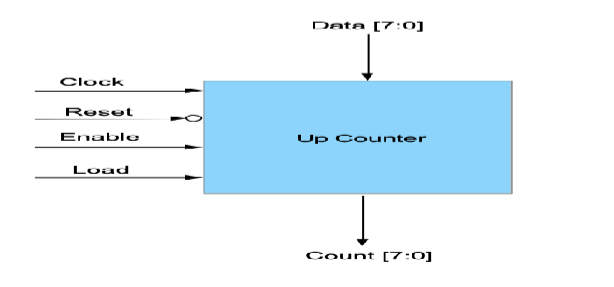 Data [7:0]
Clock
Reset
Enable
Load
Up Counter
Count [7:0]